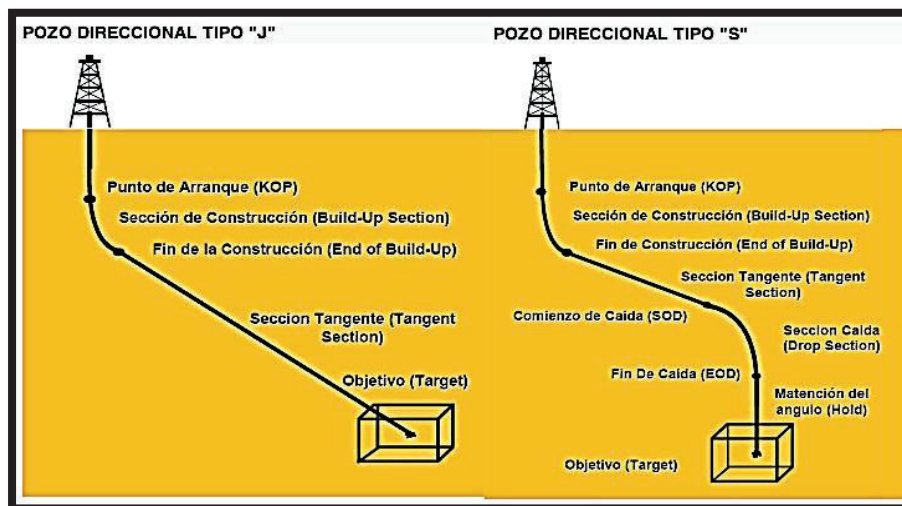 POZO DIRECCIONAL TIPO "J"
Punto de Arranque (KOP)
Sección de Construcción (Build-Up Section)
Fin de la Construcción (End of Build-Up)
Seccion Tangente (Tangent
Section)
Objetivo (Target)
POZO DIRECCIONAL TIPO "S"
Punto de Arranque (KOP)
Sección de Construcción (Build-Up Section)
Fin de Construcción (End of Build-Up)
Seccion Tangente (Tangent
Section)
Comienzo de Caida (SOD)
Seccion Caida
(Drop Section)
Fin De Caida (EOD)
Matención del
angulo (Hold)
Objetivo (Target)